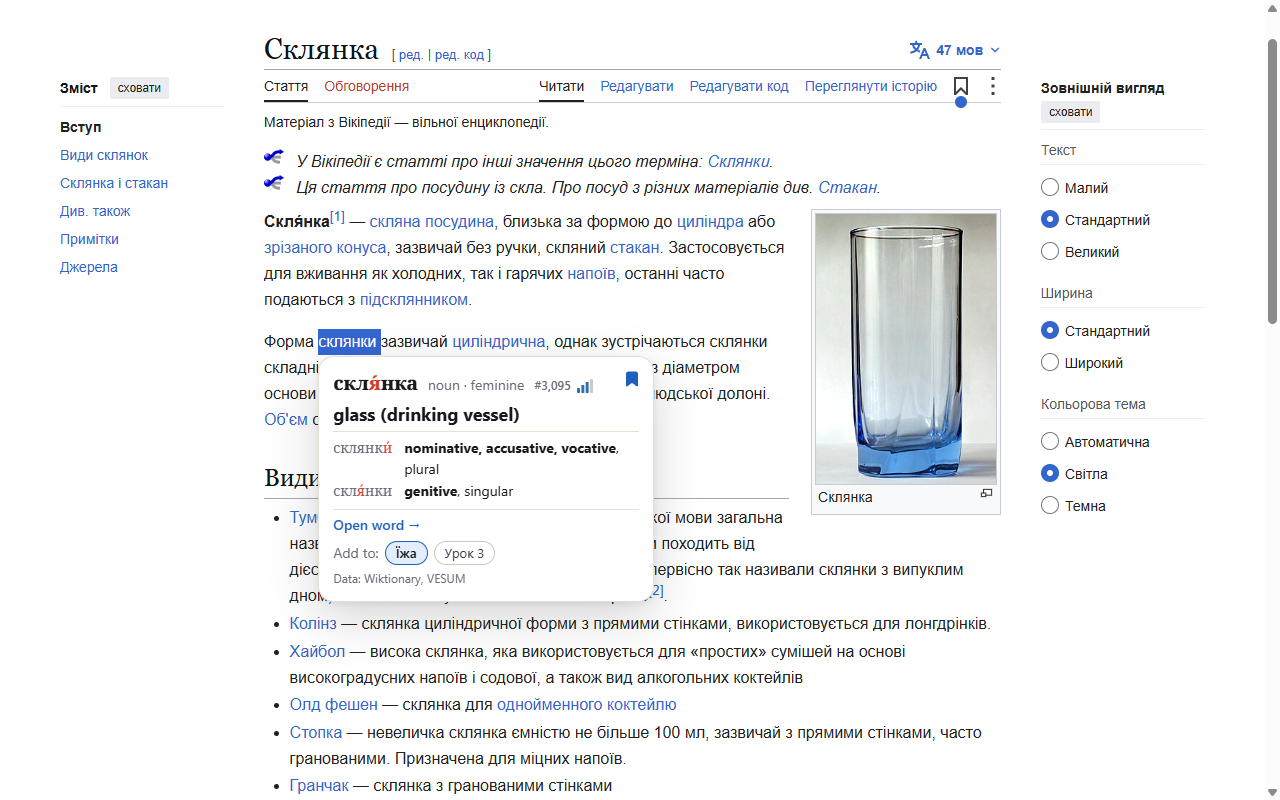 Склянка [ ред. | ред. код ]
47 мов
Зміст сховати
Вступ
Види склянок
Склянка і стакан
Див. також
Примітки
Джерела
Стаття Обговорення Читати Редагувати Редагувати код Переглянути історію
Матеріал з Вікіпедії — вільної енциклопедії.
У Вікіпедії є статті про інші значення цього терміна: Склянки.
Ця стаття про посудину із скла. Про посуд з різних матеріалів див. Стакан.
Скля́нка[1] — скляна посудина, близька за формою до циліндра або
зрізаного конуса, зазвичай без ручки, скляний стакан. Застосовується
для вживання як холодних, так і гарячих напоїв, останні часто
подаються з підсклянником.
Форма склянки зазвичай циліндрична, однак зустрічаються склянки
складні з діаметром
основи людської долоні.
Об'єм
скля́нка noun · feminine #3,095
glass (drinking vessel)
склянки́ nominative, accusative, vocative,
plural
скля́нки genitive, singular
Open word →
Add to: Їжа Урок 3
Data: Wiktionary, VESUM
Склянка
Види
мови загальна
походить від
первісно так називали склянки з випуклим
дном [2].
Колінз — склянка циліндричної форми з прямими стінками, використовується для лонгдрінків.
Хайбол — висока склянка, яка використовується для «простих» сумішей на основі
високоградусних напоїв і содової, а також вид алкогольних коктейлів
Олд фешен — склянка для однойменного коктейлю
Стопка — невеличка склянка ємністю не більше 100 мл, зазвичай з прямими стінками, часто
гранованими. Призначена для міцних напоїв.
Гранчак — склянка з гранованими стінками
Зовнішній вигляд
сховати
Текст
Малий
Стандартний
Великий
Ширина
Стандартний
Широкий
Кольорова тема
Автоматична
Світла
Темна